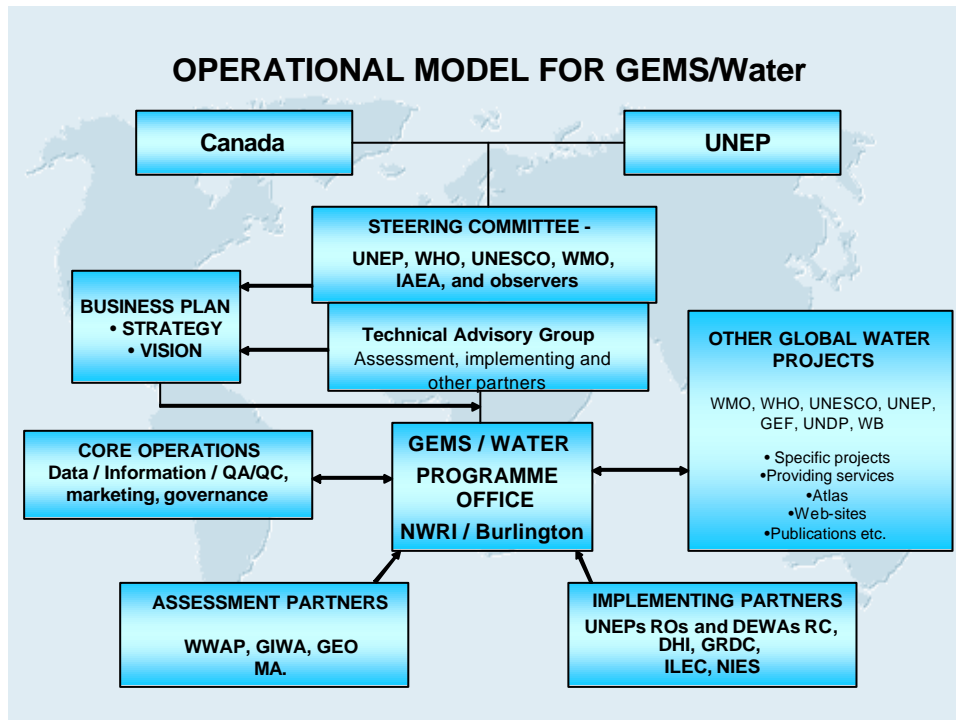 OPERATIONAL MODEL FOR GEMS/Water
Canada
UNEP
STEERING COMMITTEE -
UNEP, WHO, UNESCO, WMO,
IAEA, and observers
BUSINESS PLAN
• STRATEGY
• VISION
Technical Advisory Group
Assessment, implementing and
other partners
OTHER GLOBAL WATER
PROJECTS
WMO, WHO, UNESCO, UNEP,
GEF, UNDP, WB
• Specific projects
•Providing services
•Atlas
•Web-sites
•Publications etc.
CORE OPERATIONS
Data / Information / QA/QC,
marketing, governance
GEMS / WATER
PROGRAMME
OFFICE
NWRI / Burlington
ASSESSMENT PARTNERS
WWAP, GIWA, GEO
MA.
IMPLEMENTING PARTNERS
UNEPs ROs and DEWAs RC,
DHI, GRDC,
ILEC, NIES